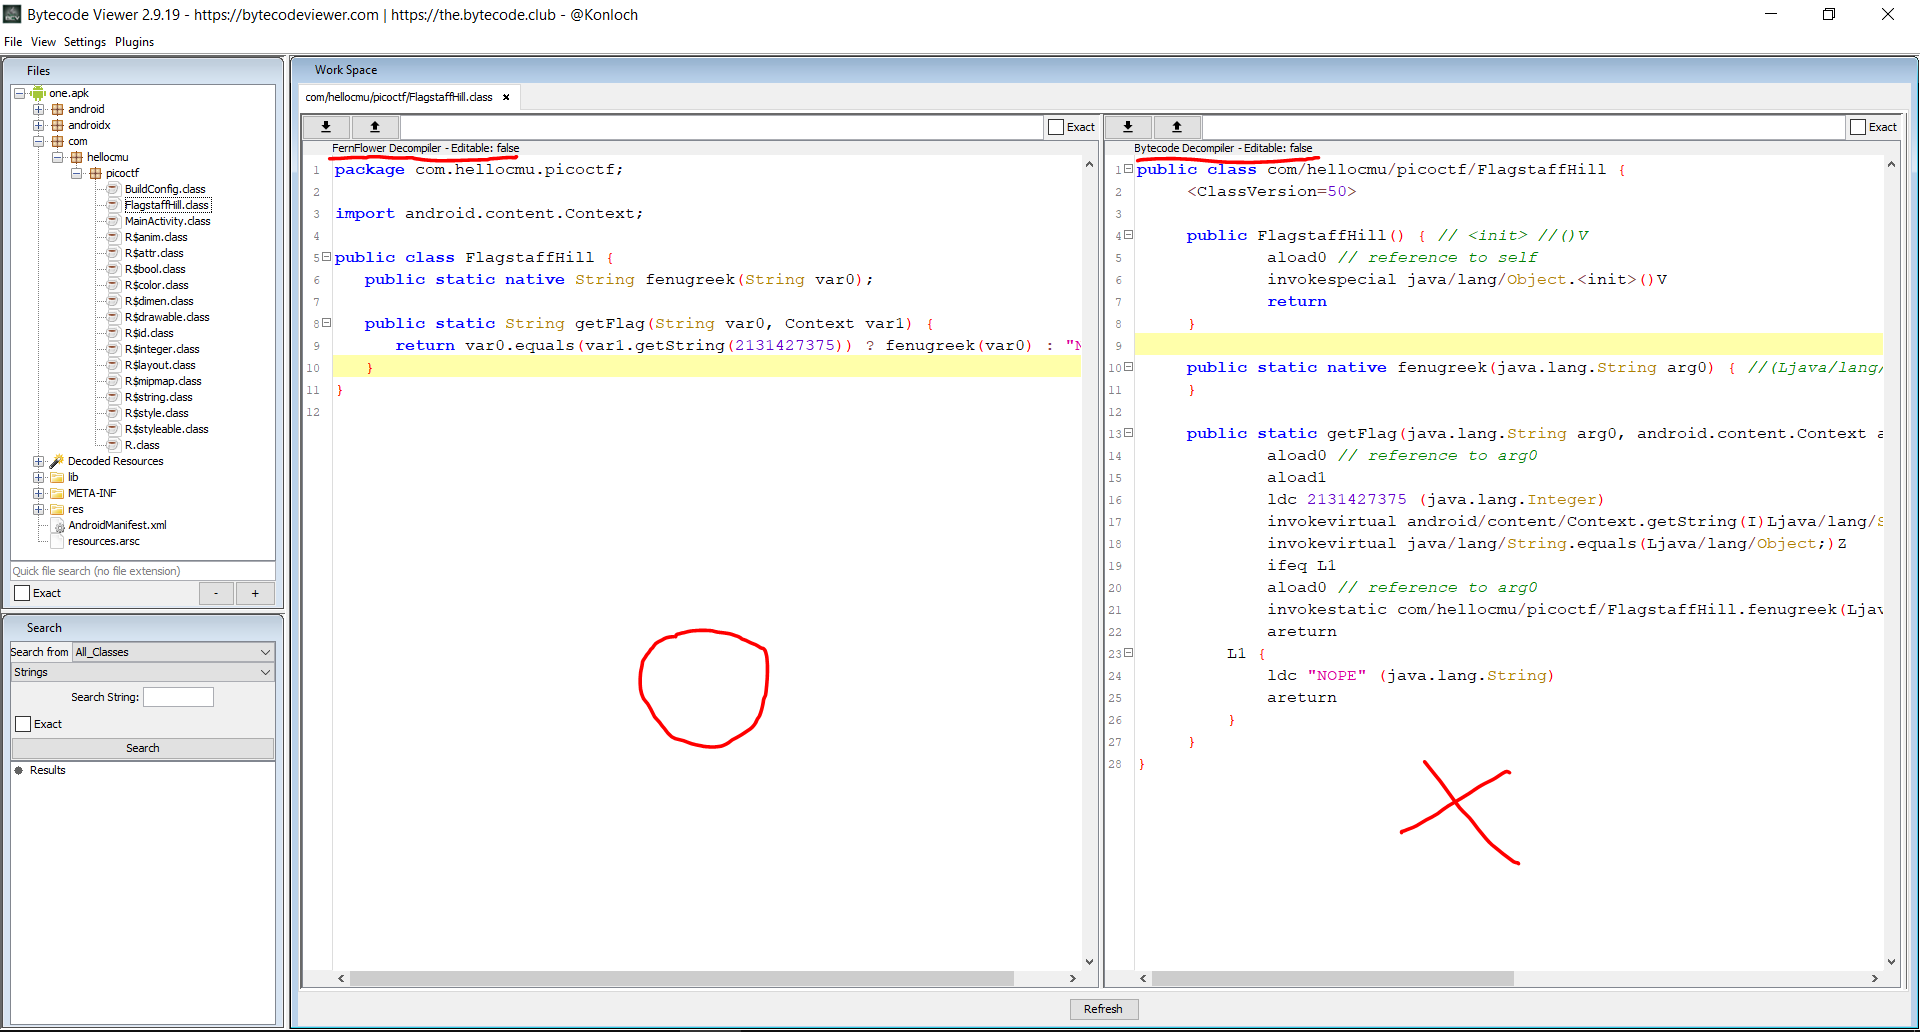 Bytecode Viewer 2.9.19 - https://bytecodeviewer.com | https://the.bytecode.club - @Konloch
File View Settings Plugins
Files
one.apk
android
androidx
com
hellocmu
picoctf
BuildConfig.class
FlagstaffHill.class
MainActivity.class
R$anim.class
R$attr.class
R$bool.class
R$color.class
R$dimen.class
R$drawable.class
R$id.class
R$integer.class
R$layout.class
R$mipmap.class
R$string.class
R$style.class
R$styleable.class
R.class
Decoded Resources
lib
META-INF
res
AndroidManifest.xml
resources.arsc
Quick file search (no file extension)
Exact
- +
Search
Search from All_Classes
Strings
Search String:
Exact
Search
Results
Work Space
com/hellocmu/picoctf/FlagstaffHill.class ×
Exact
FernFlower Decompiler - Editable: false
1 package com.hellocmu.picoctf;
2
3 import android.content.Context;
4
5 public class FlagstaffHill {
6 public static native String fenugreek(String var0);
7
8 public static String getFlag(String var0, Context var1) {
9 return var0.equals(var1.getString(2131427375)) ? fenugreek(var0) : "N
10 }
11 }
12
Exact
Bytecode Decompiler - Editable: false
1 public class com/hellocmu/picoctf/FlagstaffHill {
2 <ClassVersion=50>
3
4 public FlagstaffHill() { // <init> //()V
5 aload0 // reference to self
6 invokespecial java/lang/Object.<init>()V
7 return
8 }
9
10 public static native fenugreek(java.lang.String arg0) { //(Ljava/lang/
11 }
12
13 public static getFlag(java.lang.String arg0, android.content.Context a
14 aload0 // reference to arg0
15 aload1
16 ldc 2131427375 (java.lang.Integer)
17 invokevirtual android/content/Context.getString(I)Ljava/lang/S
18 invokevirtual java/lang/String.equals(Ljava/lang/Object;)Z
19 ifeq L1
20 aload0 // reference to arg0
21 invokestatic com/hellocmu/picoctf/FlagstaffHill.fenugreek(Ljav
22 areturn
23 L1 {
24 ldc "NOPE" (java.lang.String)
25 areturn
26 }
27 }
28 }
Refresh